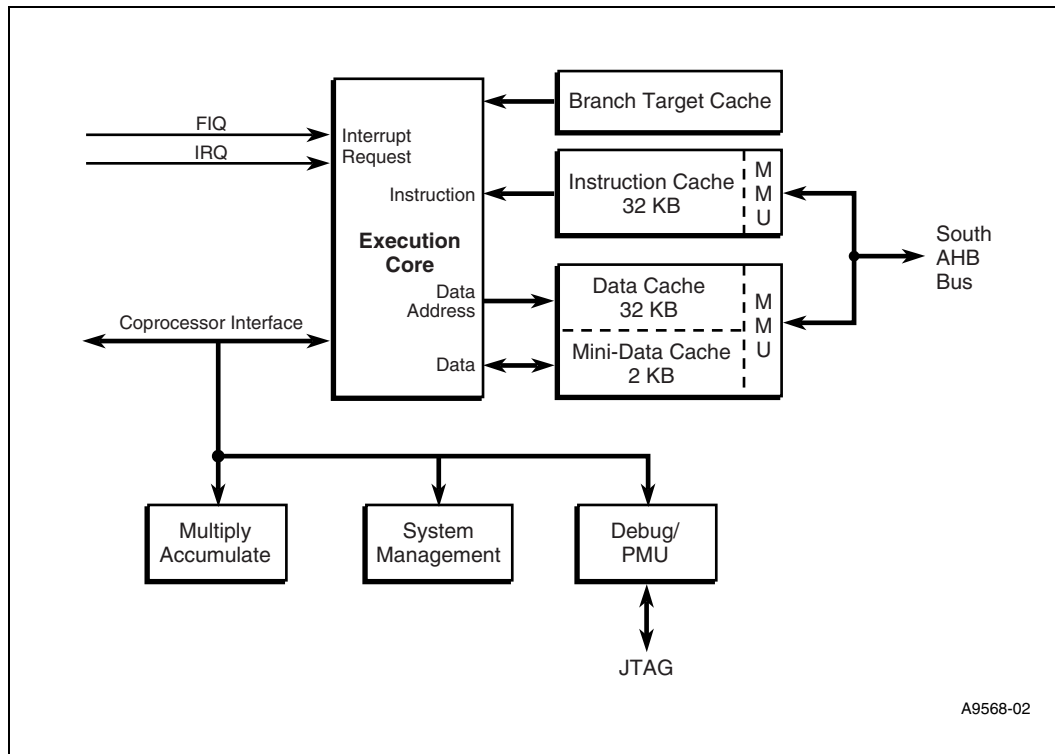 FIQ
IRQ
Interrupt
Request
Instruction
Execution
Core
Data
Address
Data
Coprocessor Interface
Branch Target Cache
Instruction Cache
32 KB
M
M
U
Data Cache
32 KB
Mini-Data Cache
2 KB
M
M
U
South
AHB
Bus
Multiply
Accumulate
System
Management
Debug/
PMU
JTAG
A9568-02